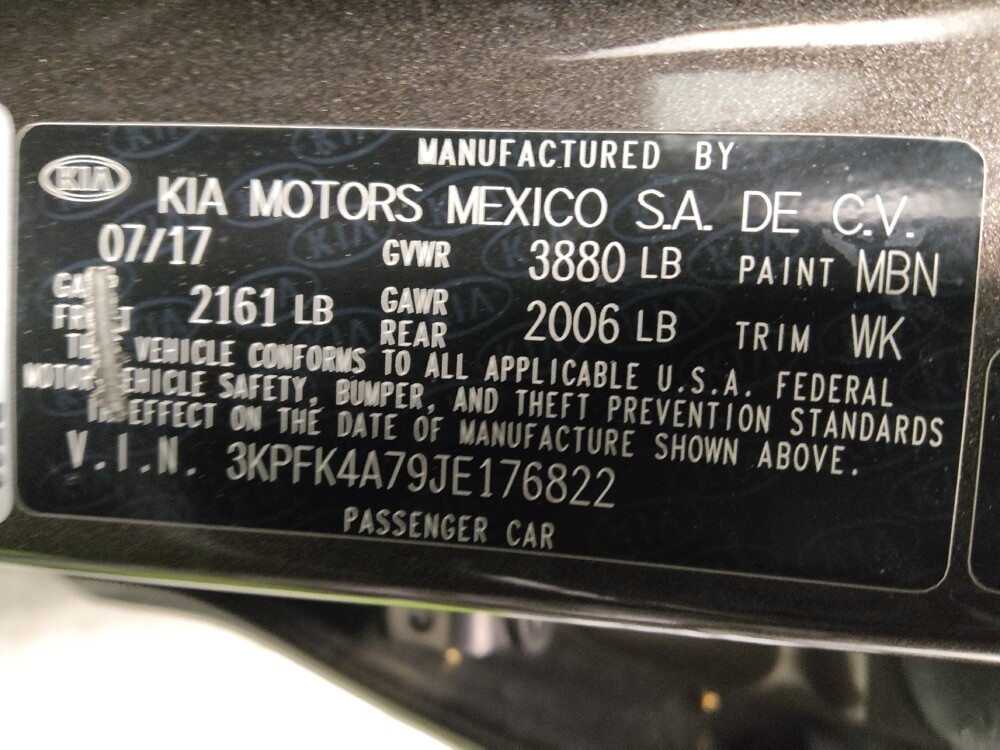 MANUFACTURED BY
KIA
KIA MOTORS MEXICO S.A. DE C.V.
07/17 GVWR 3880 LB PAINT MBN
2161 LB GAWR REAR 2006 LB TRIM WK
VEHICLE CONFORMS TO ALL APPLICABLE U.S.A. FEDERAL
MOTOR VEHICLE SAFETY, BUMPER, AND THEFT PREVENTION STANDARDS
IN EFFECT ON THE DATE OF MANUFACTURE SHOWN ABOVE.
V.I.N. 3KPFK4A79JE176822
PASSENGER CAR